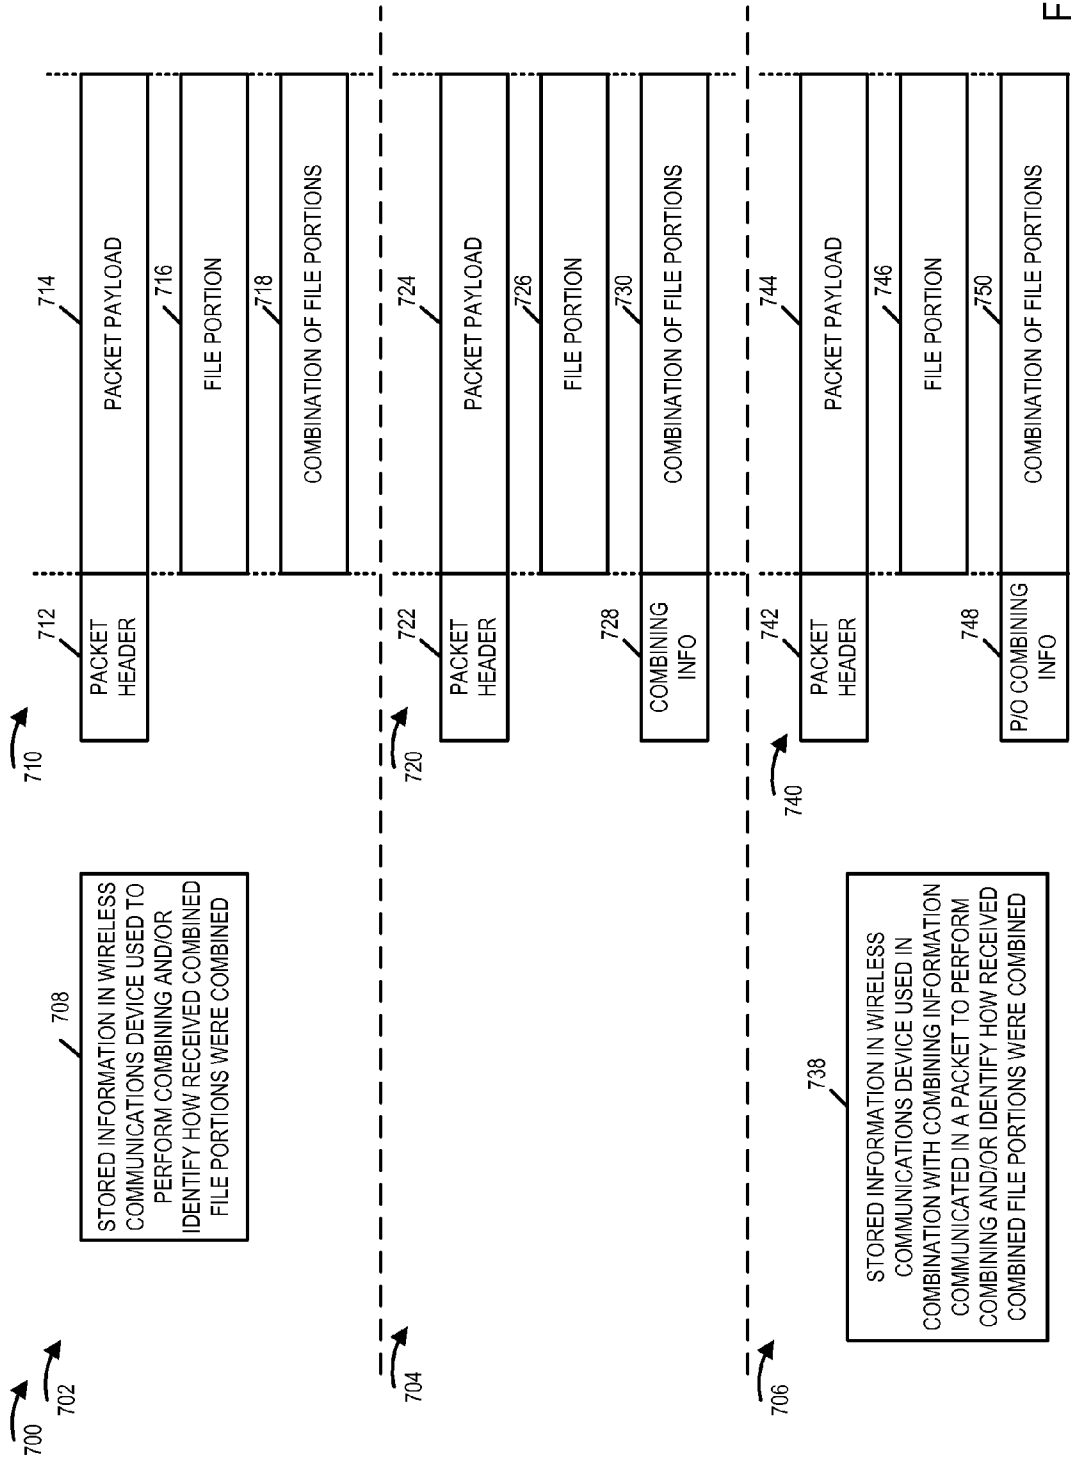 700
702
708
STORED INFORMATION IN WIRELESS
COMMUNICATIONS DEVICE USED TO
PERFORM COMBINING AND/OR
IDENTIFY HOW RECEIVED COMBINED
FILE PORTIONS WERE COMBINED
710
712
PACKET
HEADER
714
PACKET PAYLOAD
716
FILE PORTION
718
COMBINATION OF FILE PORTIONS
704
720
722
PACKET
HEADER
724
PACKET PAYLOAD
726
FILE PORTION
728
COMBINING
INFO
730
COMBINATION OF FILE PORTIONS
706
738
STORED INFORMATION IN WIRELESS
COMMUNICATIONS DEVICE USED IN
COMBINATION WITH COMBINING INFORMATION
COMMUNICATED IN A PACKET TO PERFORM
COMBINING AND/OR IDENTIFY HOW RECEIVED
COMBINED FILE PORTIONS WERE COMBINED
740
742
PACKET
HEADER
744
PACKET PAYLOAD
746
FILE PORTION
748
P/O COMBINING
INFO
750
COMBINATION OF FILE PORTIONS